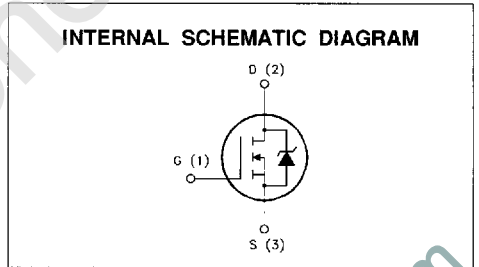 INTERNAL SCHEMATIC DIAGRAM
D (2)
G (1)
S (3)